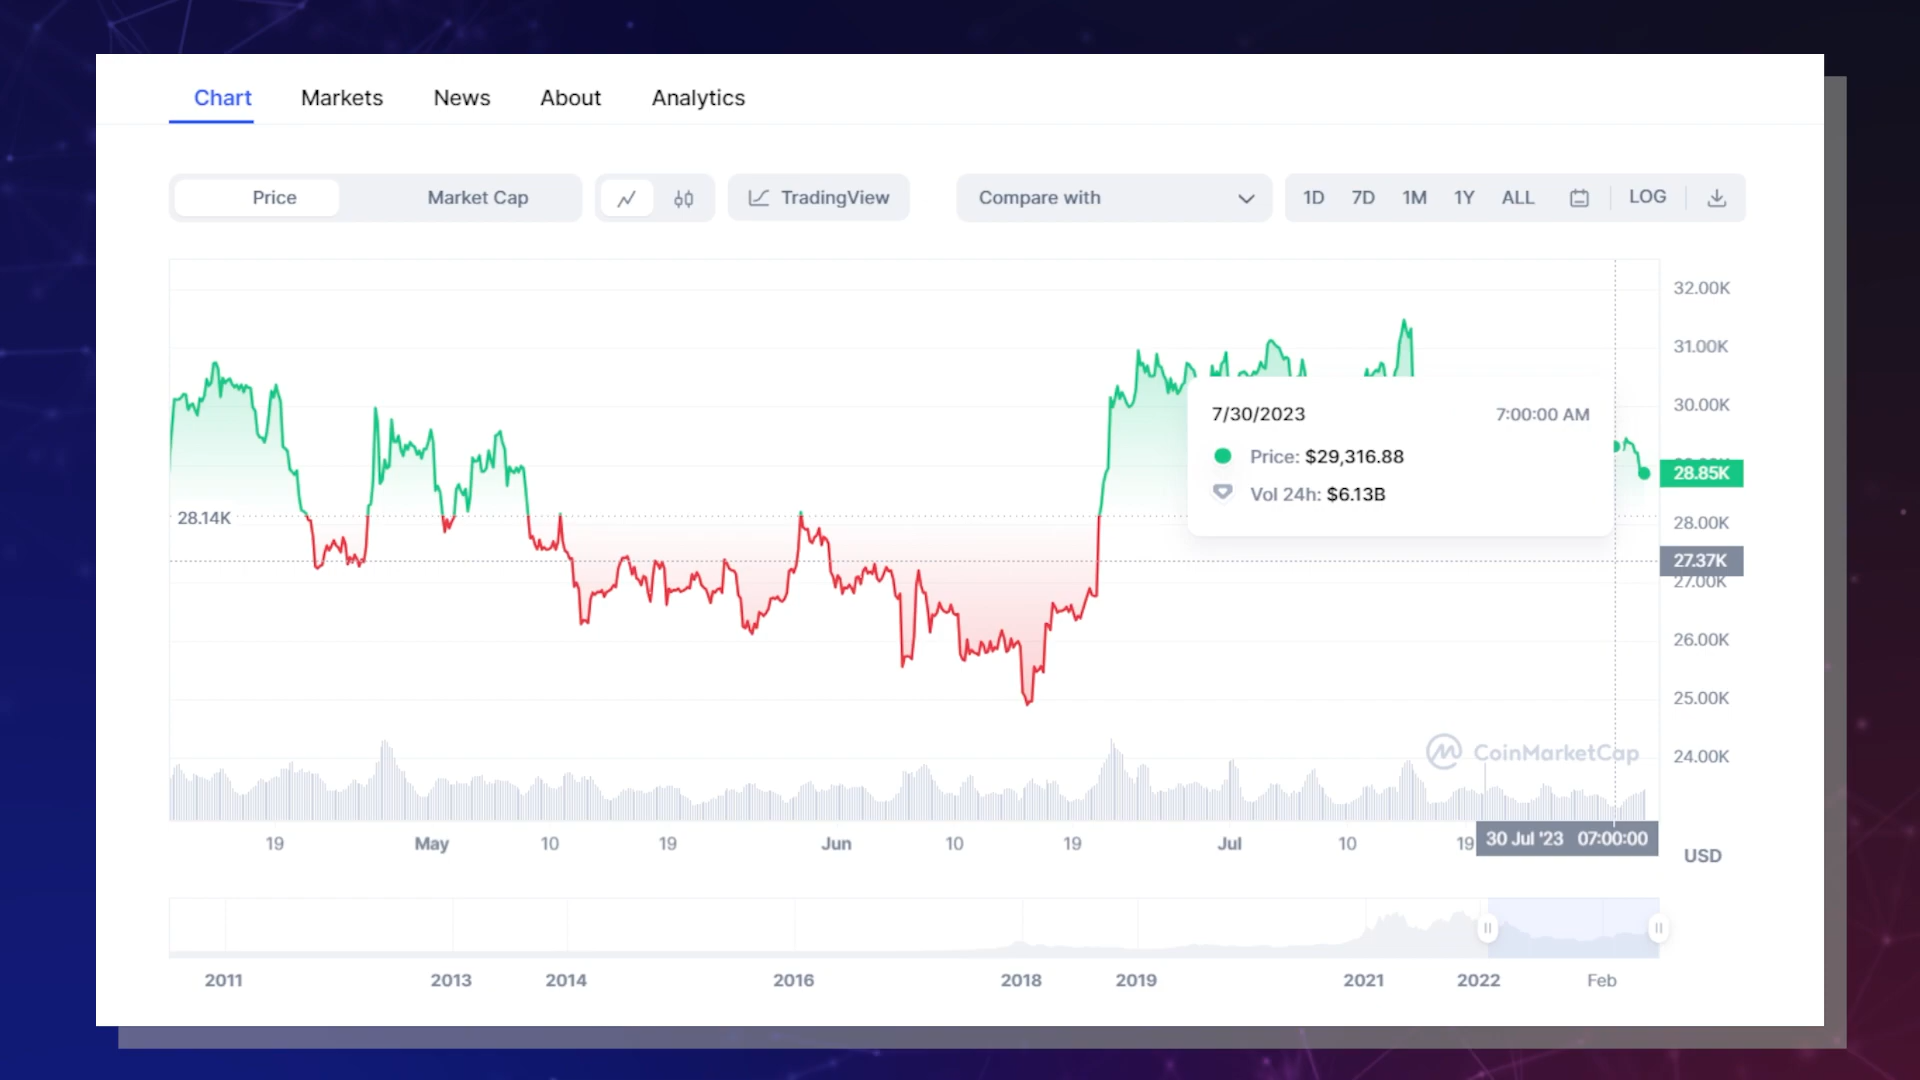 Chart Markets News About Analytics
Price Market Cap TradingView Compare with 1D 7D 1M 1Y ALL LOG
32.00K
31.00K
30.00K
7/30/2023 7:00:00 AM
Price: $29,316.88
28.85K
Vol 24h: $6.13B
28.14K
28.00K
27.37K
27.00K
26.00K
25.00K
CoinMarketCap
24.00K
19 May 10 19 Jun 10 19 Jul 10 19 30 Jul '23 07:00:00
USD
2011 2013 2014 2016 2018 2019 2021 2022 Feb